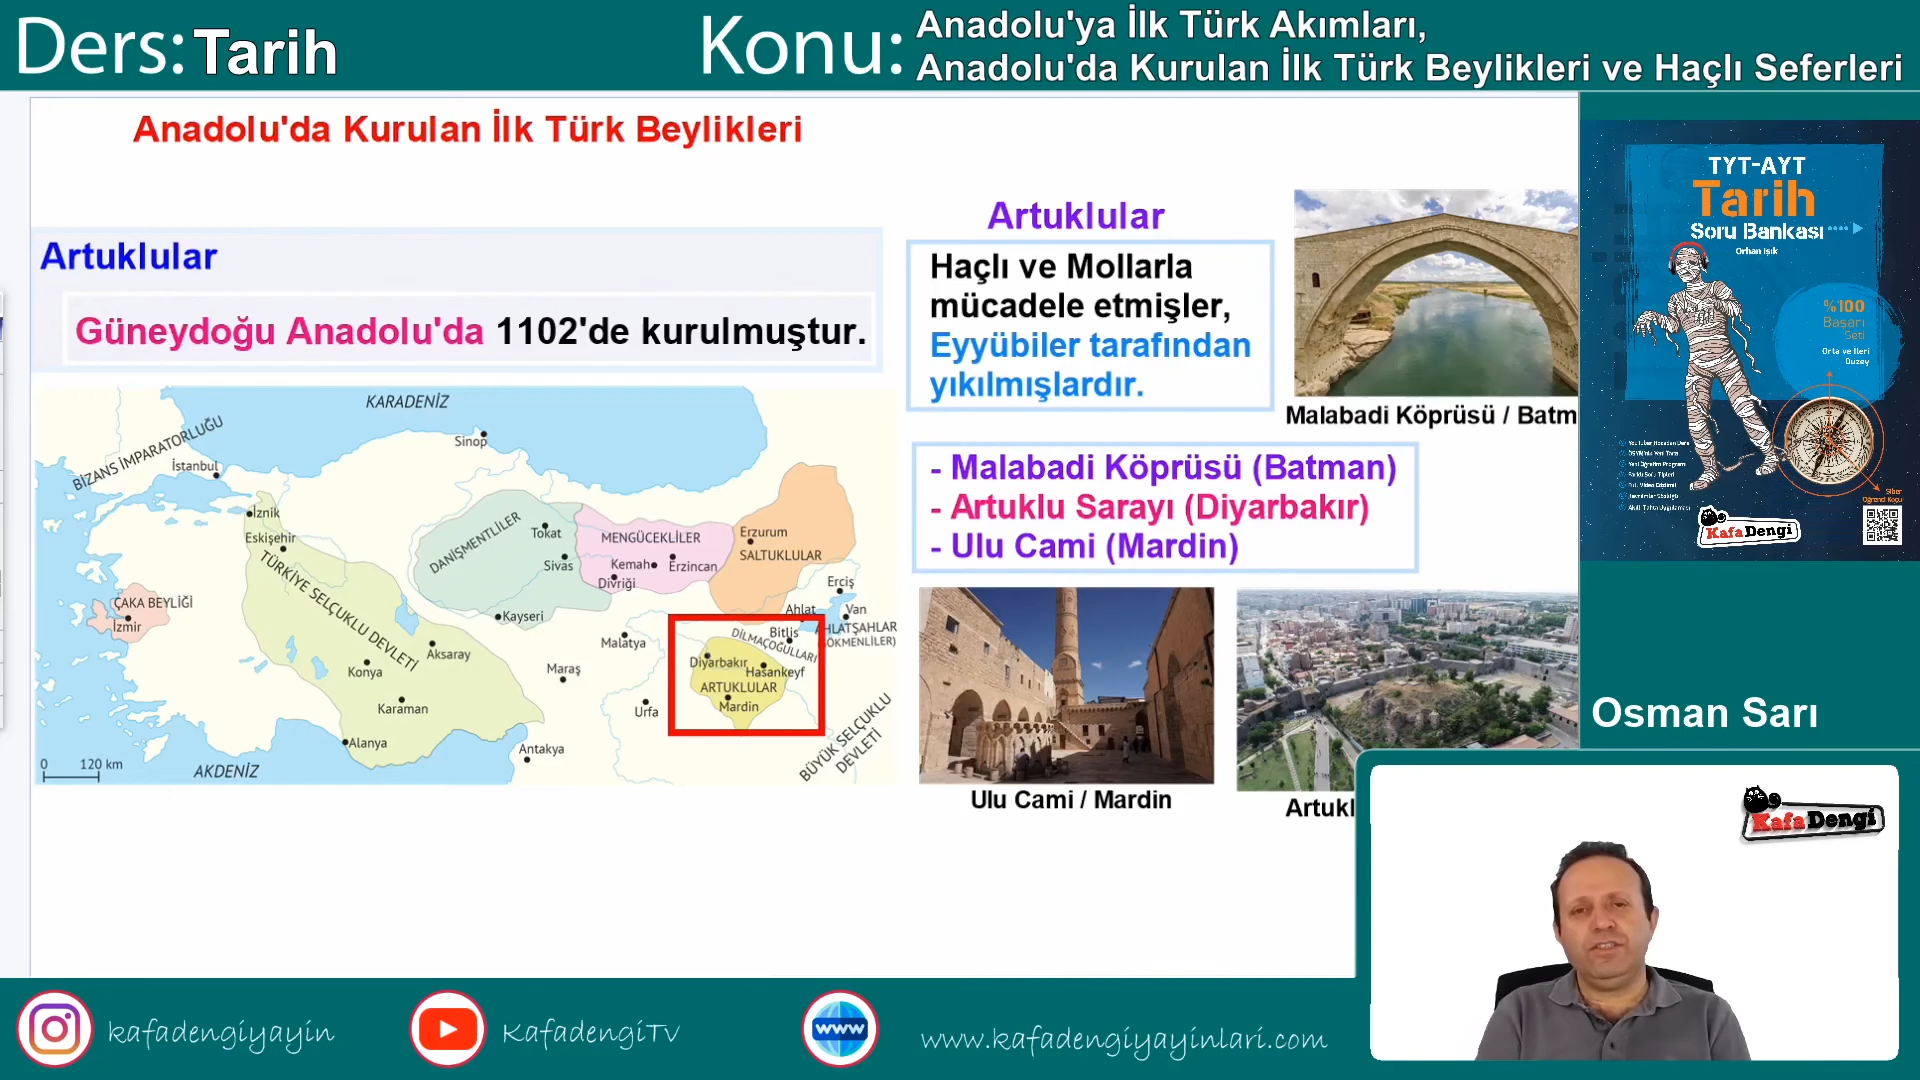 Ders: Tarih
Konu: Anadolu'ya İlk Türk Akımları,
Anadolu'da Kurulan İlk Türk Beylikleri ve Haçlı Seferleri
Anadolu'da Kurulan İlk Türk Beylikleri
Artuklular
Güneydoğu Anadolu'da 1102'de kurulmuştur.
KARADENİZ
BİZANS İMPARATORLUĞU
Sinop
İstanbul
İznik
Eskişehir
TÜRKİYE SELÇUKLU DEVLETİ
DANİŞMENTLİLER
Tokat
Sivas
Kayseri
MENGÜCEKLİLER
Kemah
Erzincan
Divriği
Erzurum
SALTUKLULAR
Erciş
Ahlat
Van
AHLATŞAHLAR
(SÖKMENLİLER)
Bitlis
DİLMAÇOĞULLARI
ÇAKA BEYLİĞİ
İzmir
Malatya
Diyarbakır
Hasankeyf
ARTUKLULAR
Mardin
Maraş
Urfa
Aksaray
Konya
Karaman
Alanya
Antakya
BÜYÜK SELÇUKLU
DEVLETİ
0 120 km
AKDENİZ
Artuklular
Haçlı ve Mollarla
mücadele etmişler,
Eyyübiler tarafından
yıkılmışlardır.
Malabadi Köprüsü / Batm
- Malabadi Köprüsü (Batman)
- Artuklu Sarayı (Diyarbakır)
- Ulu Cami (Mardin)
Ulu Cami / Mardin
Artukl
TYT-AYT
Tarih
Soru Bankası
Orhan Işık
%100
Başarı
Seti
Orta ve İleri
Düzey
KafaDengi
Osman Sarı
KafaDengi
kafadengiyayin
KafadengiTv
www
www.kafadengiyayinlari.com